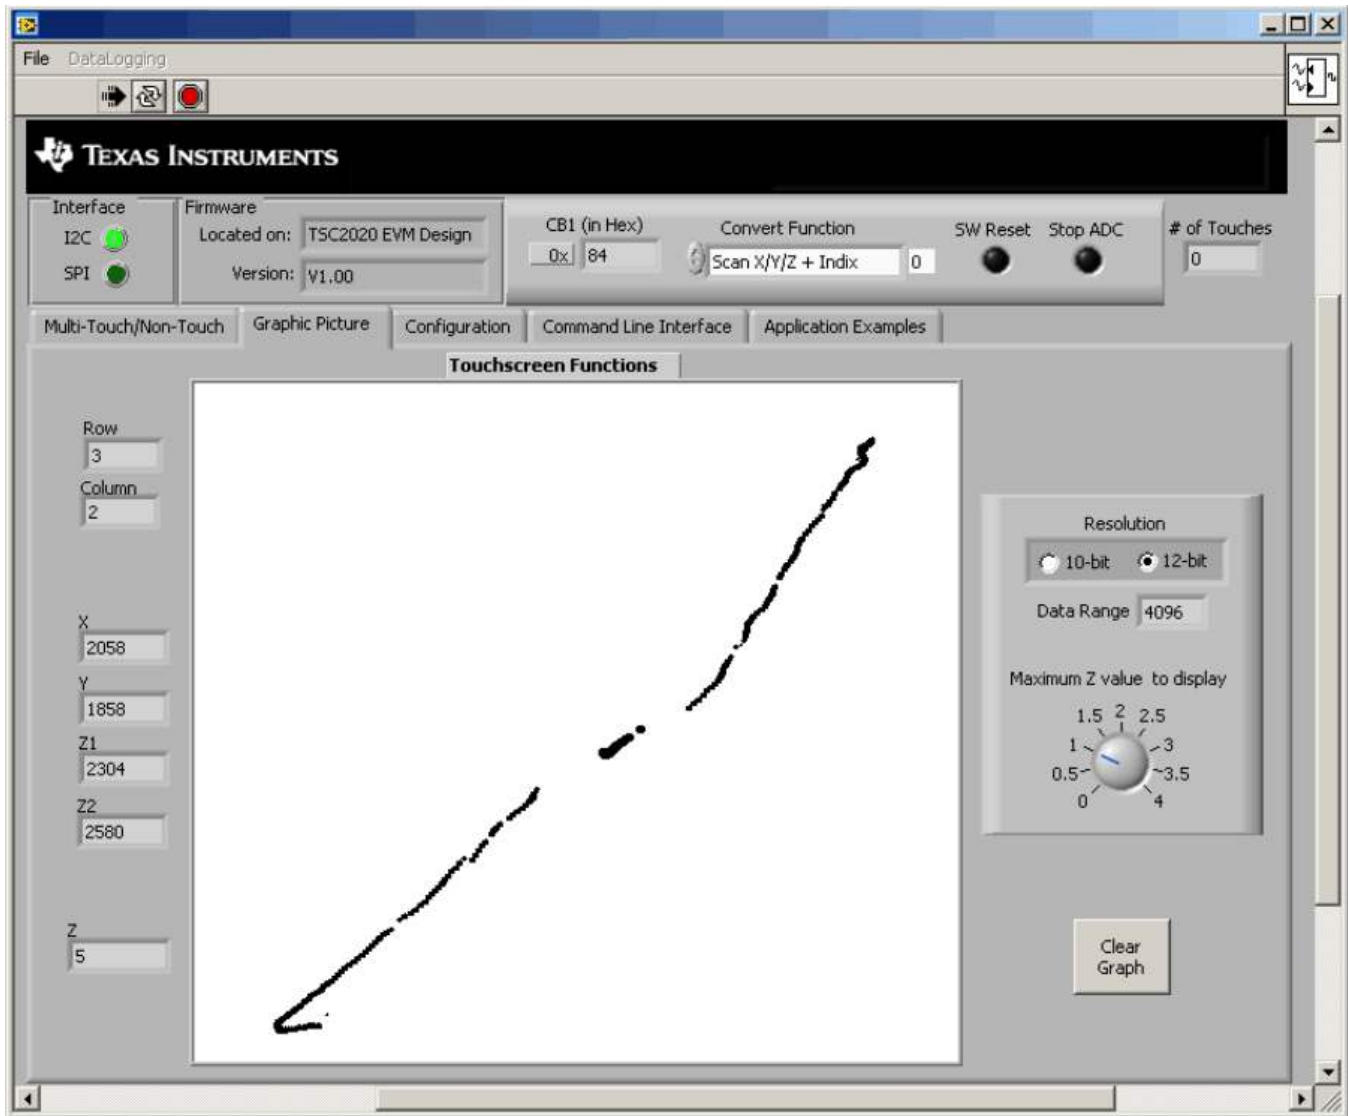 File DataLogging
TEXAS INSTRUMENTS
Interface
I2C
SPI
Firmware
Located on: TSC2020 EVM Design
Version: V1.00
CB1 (in Hex)
0x 84
Convert Function
Scan X/Y/Z + Indix 0
SW Reset
Stop ADC
# of Touches
0
Multi-Touch/Non-Touch Graphic Picture Configuration Command Line Interface Application Examples
Touchscreen Functions
Row
3
Column
2
X
2058
Y
1858
Z1
2304
Z2
2580
Z
5
Resolution
10-bit 12-bit
Data Range 4096
Maximum Z value to display
1.5 2 2.5
1 3
0.5 3.5
0 4
Clear
Graph